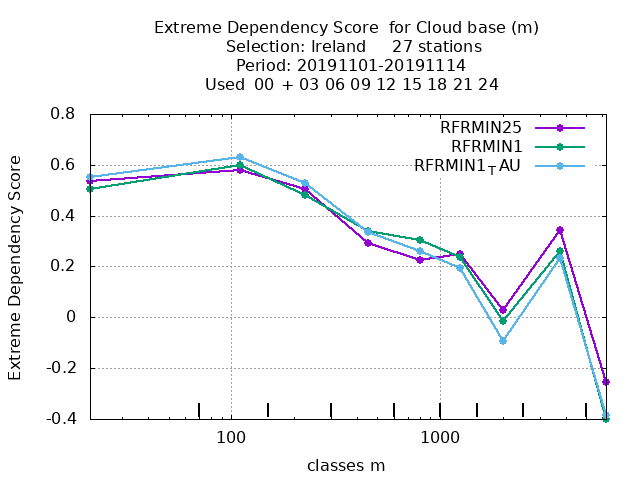 Extreme Dependency Score  for Cloud base (m)
Selection: Ireland     27 stations
Period: 20191101-20191114
Used  00 + 03 06 09 12 15 18 21 24
RFRMIN25
RFRMIN1
RFRMIN1TAU
0.8
0.6
0.4
0.2
0
-0.2
-0.4
Extreme Dependency Score
100
1000
classes m